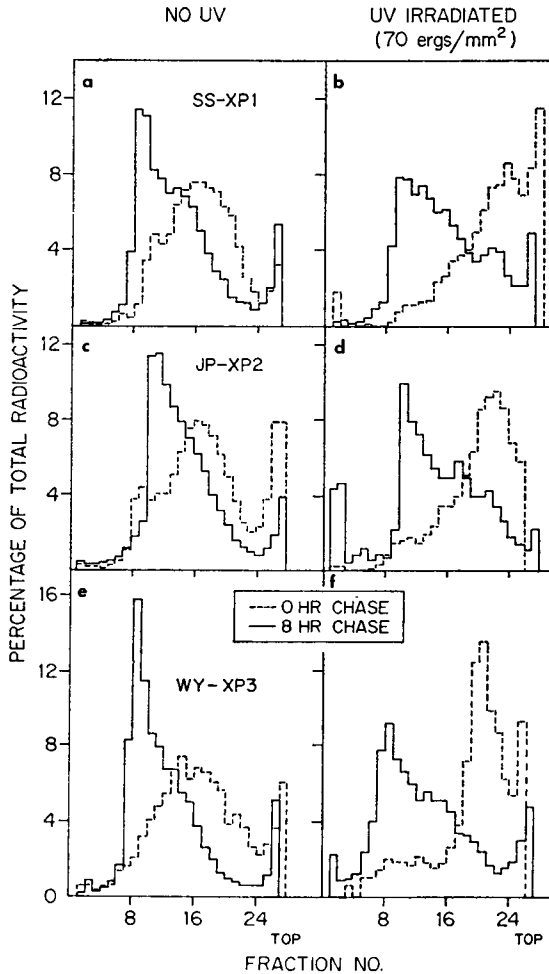 NO UV
UV IRRADIATED
(70 ergs/mm²)
PERCENTAGE OF TOTAL RADIOACTIVITY
a
SS-XP1
12
8
4
b
c
JP-XP2
12
8
4
d
e
WY-XP3
16
12
8
4
0
f
0 HR CHASE
8 HR CHASE
8 16 24
TOP
8 16 24
TOP
FRACTION NO.